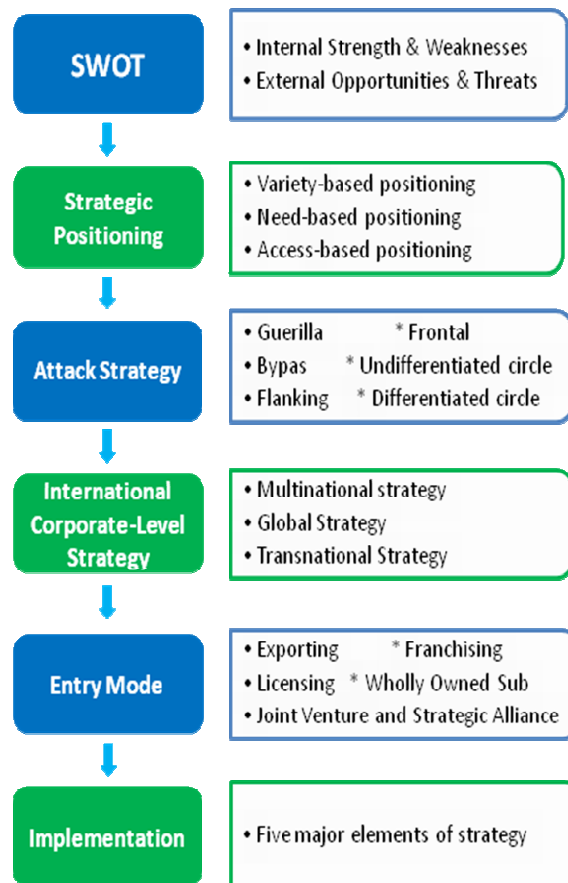 SWOT
• Internal Strength & Weaknesses
• External Opportunities & Threats
Strategic
Positioning
• Variety-based positioning
• Need-based positioning
• Access-based positioning
Attack Strategy
• Guerilla * Frontal
• Bypas * Undifferentiated circle
• Flanking * Differentiated circle
International
Corporate-Level
Strategy
• Multinational strategy
• Global Strategy
• Transnational Strategy
Entry Mode
• Exporting * Franchising
• Licensing * Wholly Owned Sub
• Joint Venture and Strategic Alliance
Implementation
• Five major elements of strategy